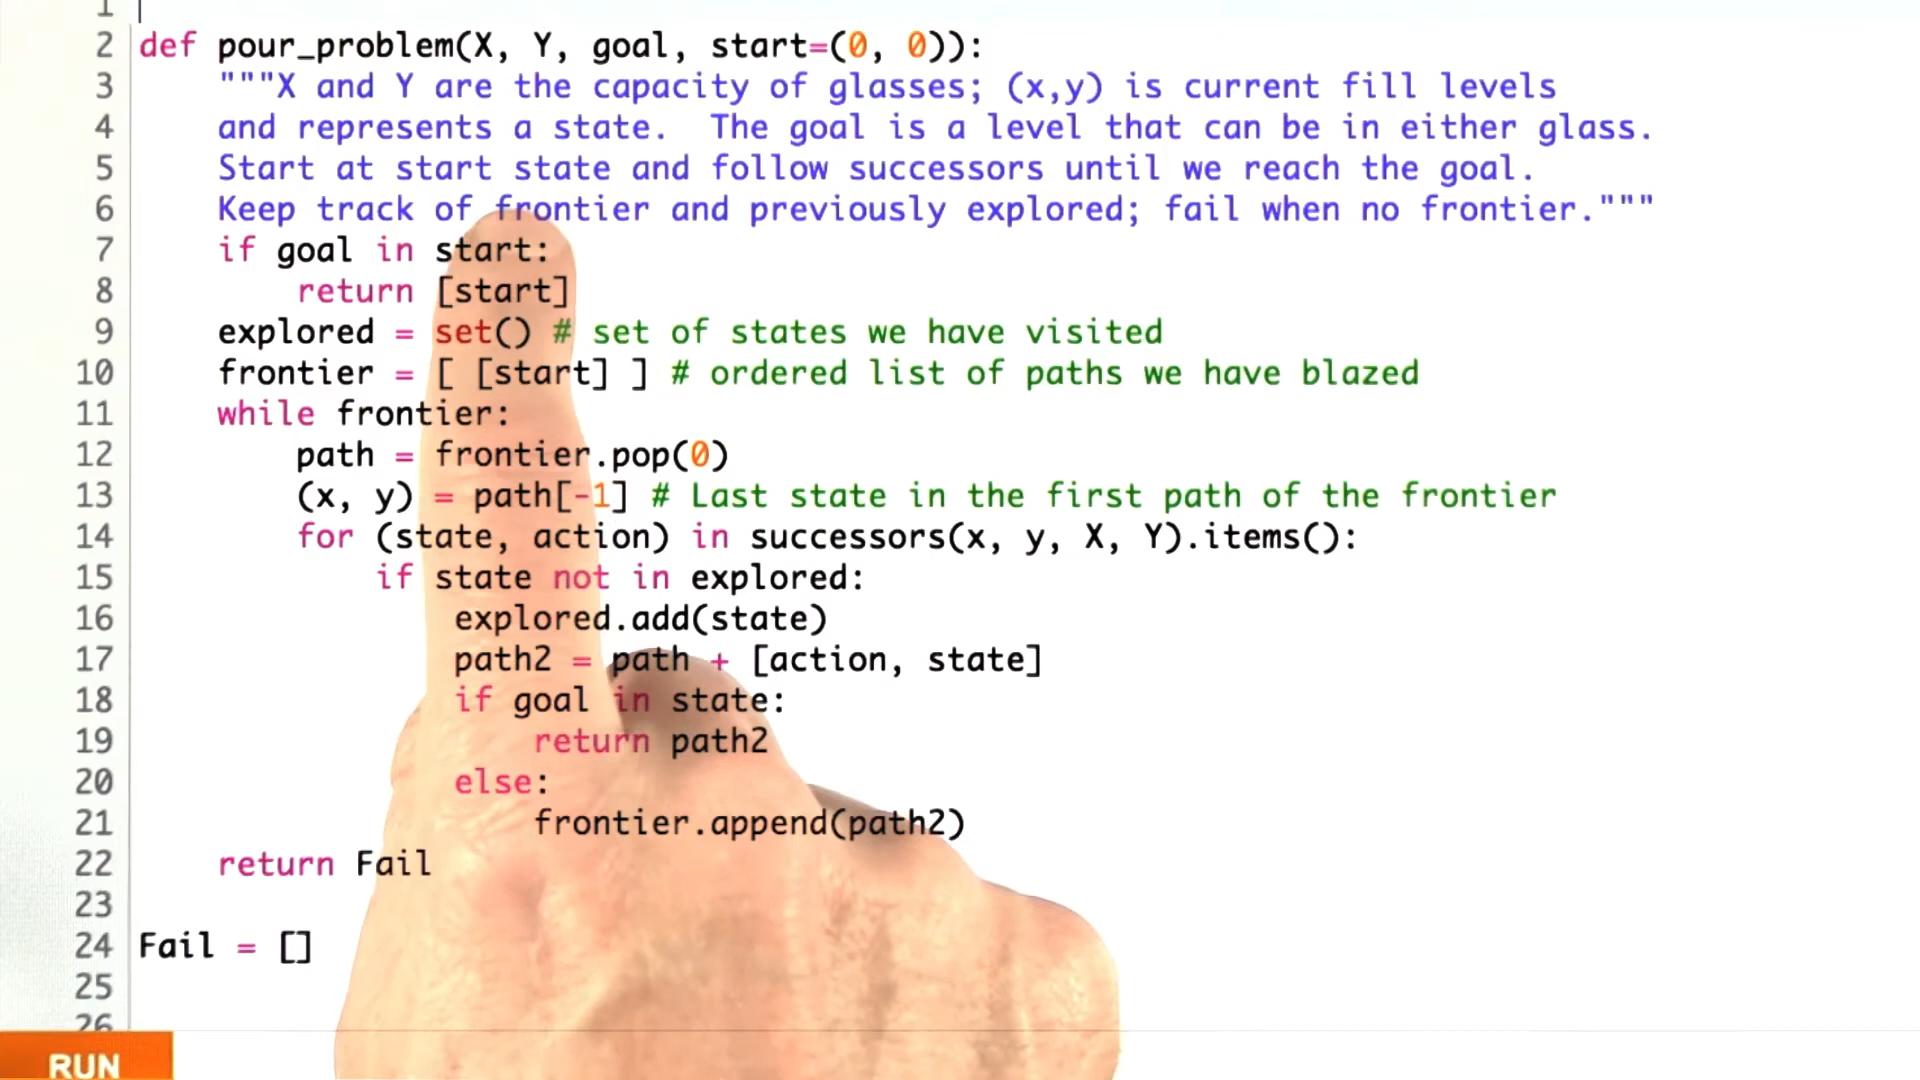 1
2 def pour_problem(X, Y, goal, start=(0, 0)):
3     """X and Y are the capacity of glasses; (x,y) is current fill levels
4     and represents a state.  The goal is a level that can be in either glass.
5     Start at start state and follow successors until we reach the goal.
6     Keep track of frontier and previously explored; fail when no frontier."""
7     if goal in start:
8         return [start]
9     explored = set() # set of states we have visited
10     frontier = [ [start] ] # ordered list of paths we have blazed
11     while frontier:
12         path = frontier.pop(0)
13         (x, y) = path[-1] # Last state in the first path of the frontier
14         for (state, action) in successors(x, y, X, Y).items():
15             if state not in explored:
16                 explored.add(state)
17                 path2 = path + [action, state]
18                 if goal in state:
19                     return path2
20                 else:
21                     frontier.append(path2)
22     return Fail
23
24 Fail = []
25
26
RUN